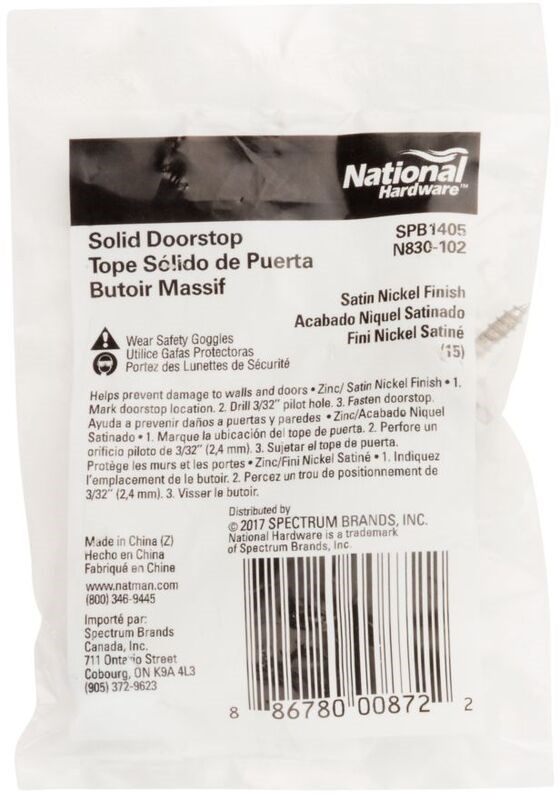 National
Hardware™
SPB1405
N830-102
Solid Doorstop
Tope Sólido de Puerta
Butoir Massif
Satin Nickel Finish
Acabado Niquel Satinado
Fini Nickel Satiné
(15)
Wear Safety Goggles
Utilice Gafas Protectoras
Portez des Lunettes de Sécurité
Helps prevent damage to walls and doors • Zinc/ Satin Nickel Finish • 1.
Mark doorstop location. 2. Drill 3/32" pilot hole. 3. Fasten doorstop.
Ayuda a prevenir daños a puertas y paredes • Zinc/Acabado Niquel
Satinado • 1. Marque la ubicación del tope de puerta. 2. Perfore un
orificio piloto de 3/32" (2,4 mm). 3. Sujetar el tope de puerta.
Protège les murs et les portes • Zinc/Fini Nickel Satiné • 1. Indiquez
l'emplacement de le butoir. 2. Percez un trou de positionnement de
3/32" (2,4 mm). 3. Visser le butoir.
Distributed by
© 2017 SPECTRUM BRANDS, INC.
National Hardware is a trademark
of Spectrum Brands, Inc.
Made in China (Z)
Hecho en China
Fabriqué en Chine
www.natman.com
(800) 346-9445
Importé par:
Spectrum Brands
Canada, Inc.
711 Ontario Street
Cobourg, ON K9A 4L3
(905) 372-9623
8 86780 00872 2